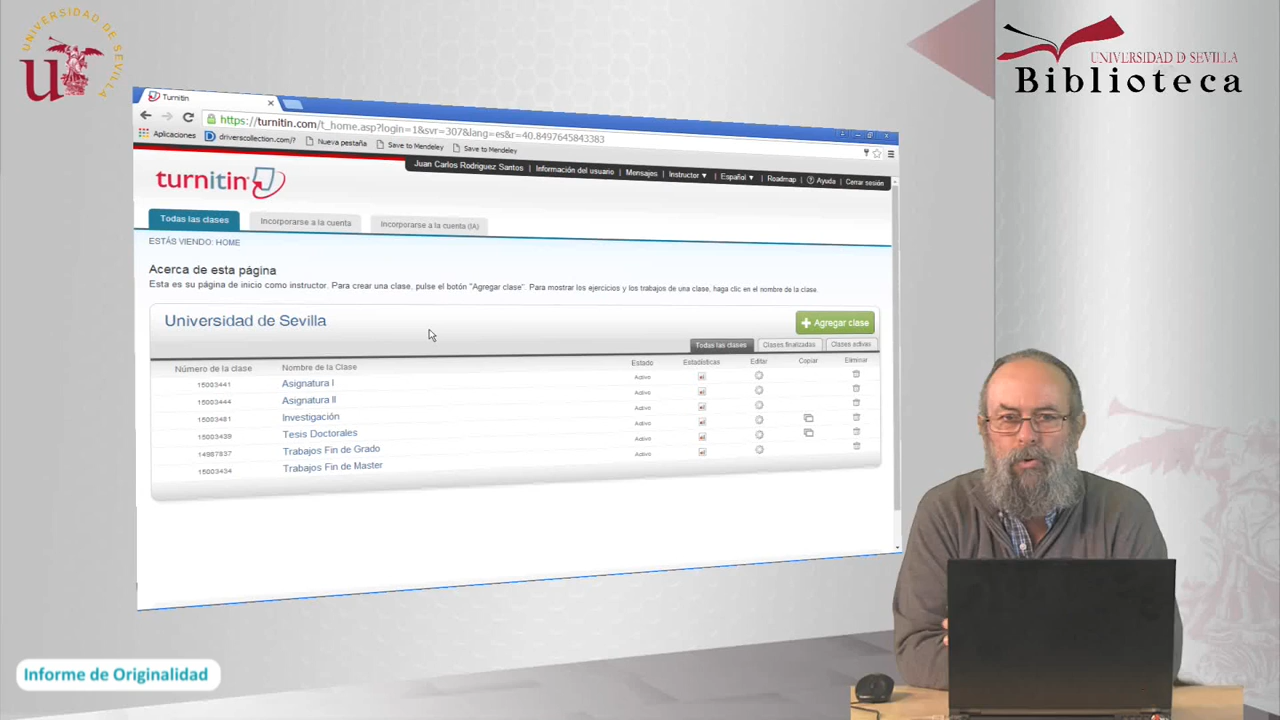 UNIVERSIDAD DE SEVILLA
UNIVERSIDAD D SEVILLA
Biblioteca
Turnitin
https://turnitin.com/t_home.asp?login=1&svr=307&lang=es&r=40.8497645843383
Aplicaciones driverscollection.com/? Nueva pestaña Save to Mendeley Save to Mendeley
Juan Carlos Rodriguez Santos Información del usuario Mensajes Instructor Español Roadmap Ayuda Cerrar sesión
turnitin
Todas las clases Incorporarse a la cuenta Incorporarse a la cuenta (IA)
ESTÁS VIENDO: HOME
Acerca de esta página
Esta es su página de inicio como instructor. Para crear una clase, pulse el botón "Agregar clase". Para mostrar los ejercicios y los trabajos de una clase, haga clic en el nombre de la clase.
Universidad de Sevilla
+ Agregar clase
Todas las clases Clases finalizadas Clases activas
Número de la clase Nombre de la Clase Estado Estadísticas Editar Copiar Eliminar
15003441 Asignatura I Activo
15003444 Asignatura II Activo
15003481 Investigación Activo
15003439 Tesis Doctorales Activo
14987837 Trabajos Fin de Grado Activo
15003434 Trabajos Fin de Master Activo
Informe de Originalidad